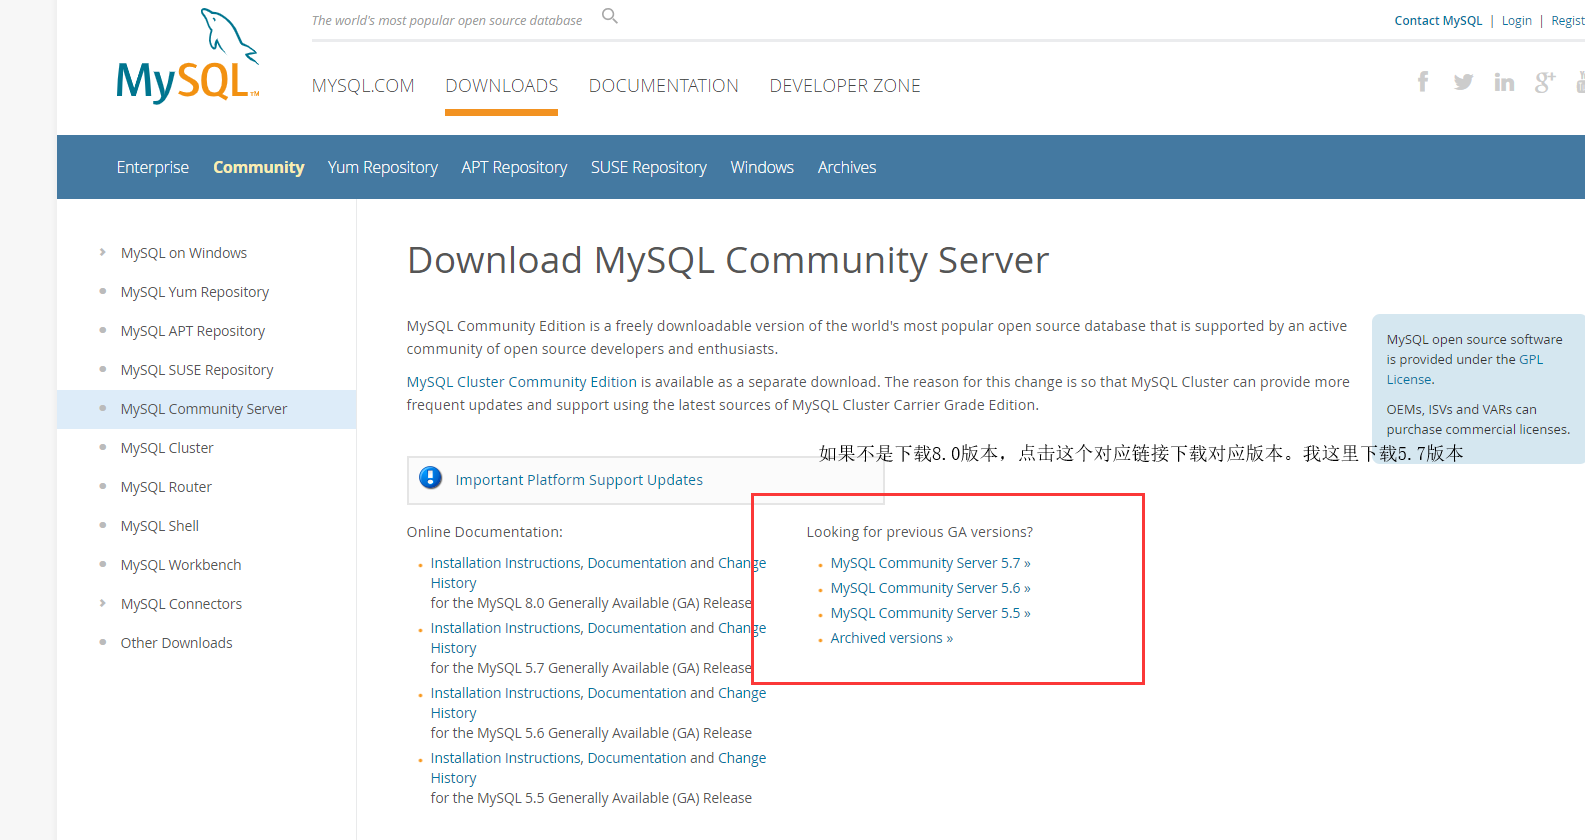 The world's most popular open source database
Contact MySQL | Login | Regist
MySQL™
MYSQL.COM DOWNLOADS DOCUMENTATION DEVELOPER ZONE
Enterprise Community Yum Repository APT Repository SUSE Repository Windows Archives
MySQL on Windows
MySQL Yum Repository
MySQL APT Repository
MySQL SUSE Repository
MySQL Community Server
MySQL Cluster
MySQL Router
MySQL Shell
MySQL Workbench
MySQL Connectors
Other Downloads
Download MySQL Community Server
MySQL Community Edition is a freely downloadable version of the world's most popular open source database that is supported by an active
community of open source developers and enthusiasts.
MySQL Cluster Community Edition is available as a separate download. The reason for this change is so that MySQL Cluster can provide more
frequent updates and support using the latest sources of MySQL Cluster Carrier Grade Edition.
MySQL open source software
is provided under the GPL
License.
OEMs, ISVs and VARs can
purchase commercial licenses.
如果不是下载8.0版本，点击这个对应链接下载对应版本。我这里下载5.7版本
Important Platform Support Updates
Online Documentation:
Installation Instructions, Documentation and Change
History
for the MySQL 8.0 Generally Available (GA) Release
Installation Instructions, Documentation and Change
History
for the MySQL 5.7 Generally Available (GA) Release
Installation Instructions, Documentation and Change
History
for the MySQL 5.6 Generally Available (GA) Release
Installation Instructions, Documentation and Change
History
for the MySQL 5.5 Generally Available (GA) Release
Looking for previous GA versions?
MySQL Community Server 5.7 »
MySQL Community Server 5.6 »
MySQL Community Server 5.5 »
Archived versions »